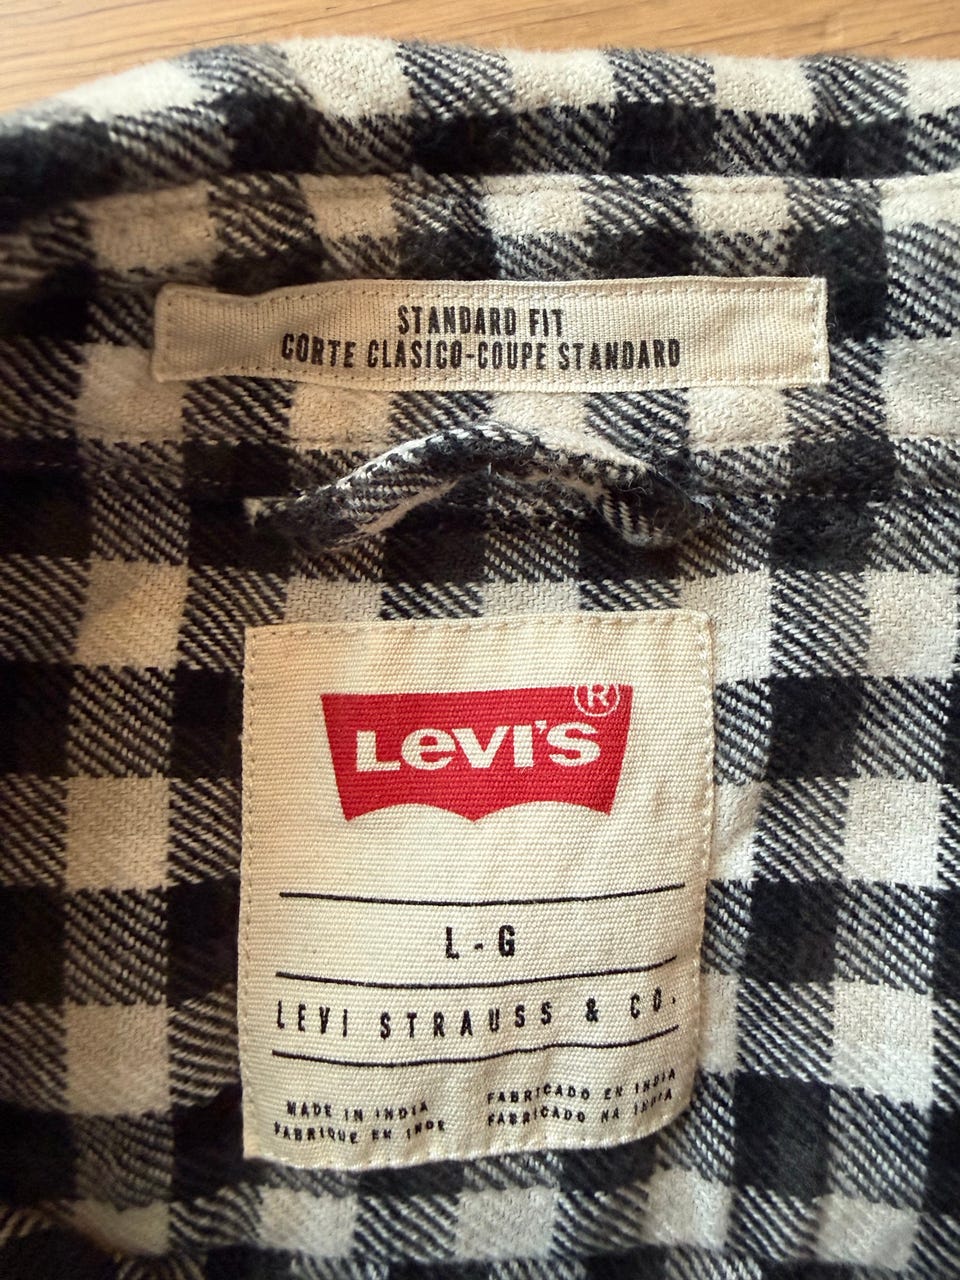 STANDARD FIT
CORTE CLASICO-COUPE STANDARD
LEVI'S ®
L - G
LEVI STRAUSS & CO.
MADE IN INDIA
FABRIQUE EN INDE
FABRICADO EN INDIA
FABRICADO NA INDIA